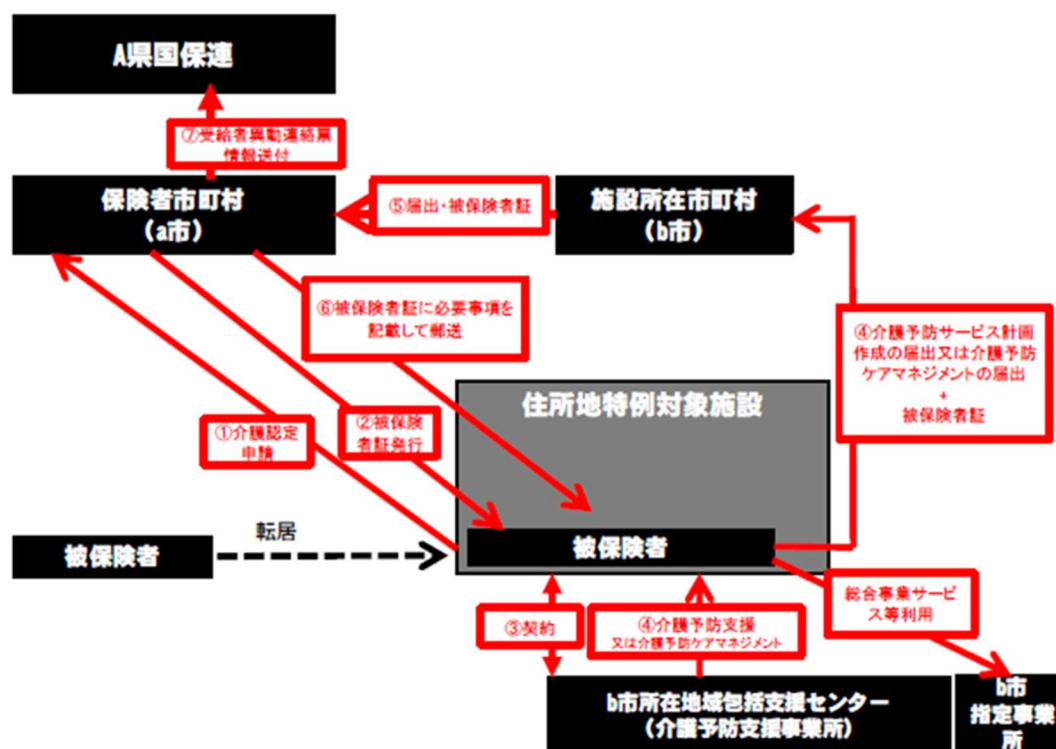 A県国保連
⑦受給者異動連絡票
情報送付
保険者市町村
（a市）
⑤届出・被保険者証
施設所在市町村
（b市）
⑥被保険者証に必要事項を
記載して郵送
④介護予防サービス計画
作成の届出又は介護予防
ケアマネジメントの届出
+
被保険者証
住所地特例対象施設
①介護認定
申請
②被保険
者証発行
被保険者
転居
被保険者
③契約
④介護予防支援
又は介護予防ケアマネジメント
総合事業サービ
ス等利用
b市所在地域包括支援センター
（介護予防支援事業所）
b市
指定事業
所